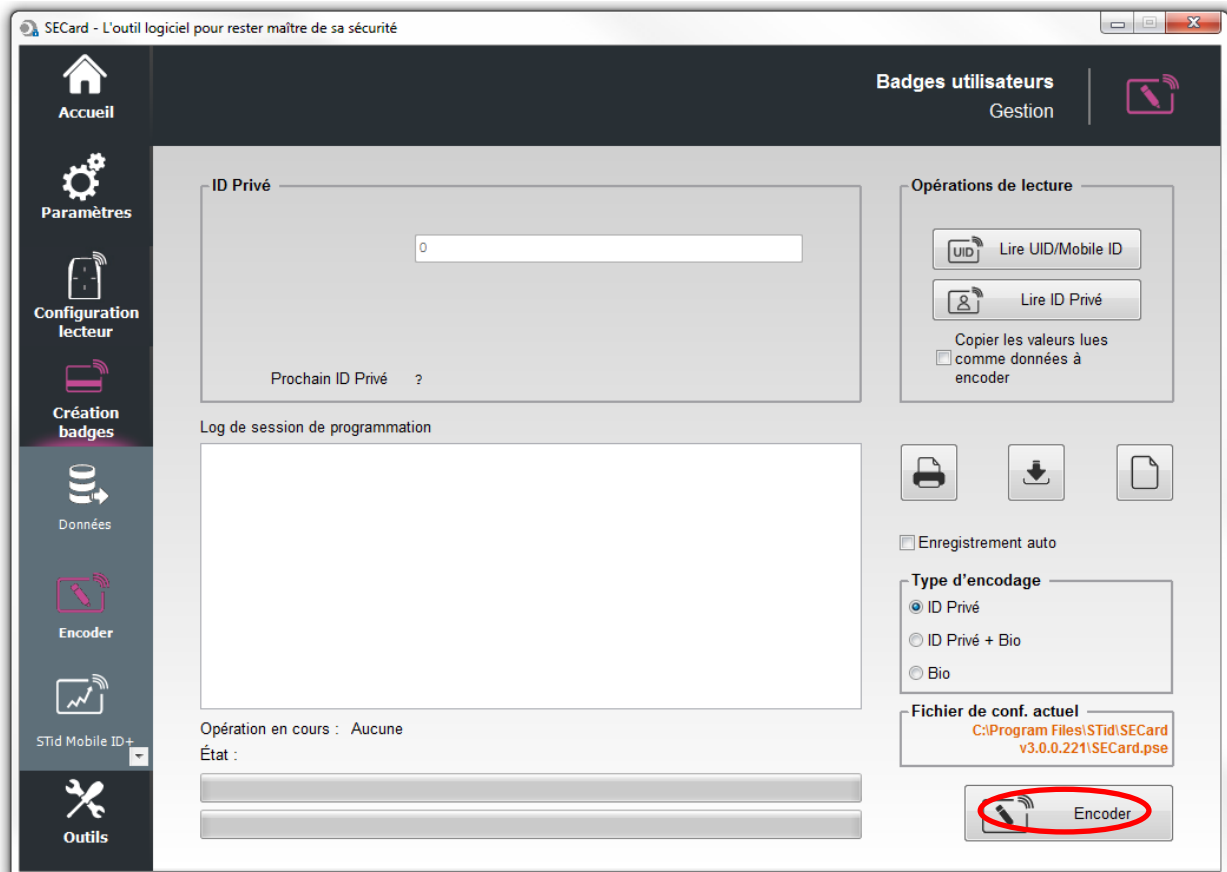 SECard - L'outil logiciel pour rester maître de sa sécurité
Accueil
Badges utilisateurs
Gestion
Paramètres
Configuration
lecteur
Création
badges
Données
Encoder
STid Mobile ID+
Outils
ID Privé
0
Prochain ID Privé ?
Opérations de lecture
UID Lire UID/Mobile ID
Lire ID Privé
Copier les valeurs lues
comme données à
encoder
Log de session de programmation
Enregistrement auto
Type d'encodage
ID Privé
ID Privé + Bio
Bio
Opération en cours : Aucune
État :
Fichier de conf. actuel
C:\Program Files\STid\SECard
v3.0.0.221\SECard.pse
Encoder